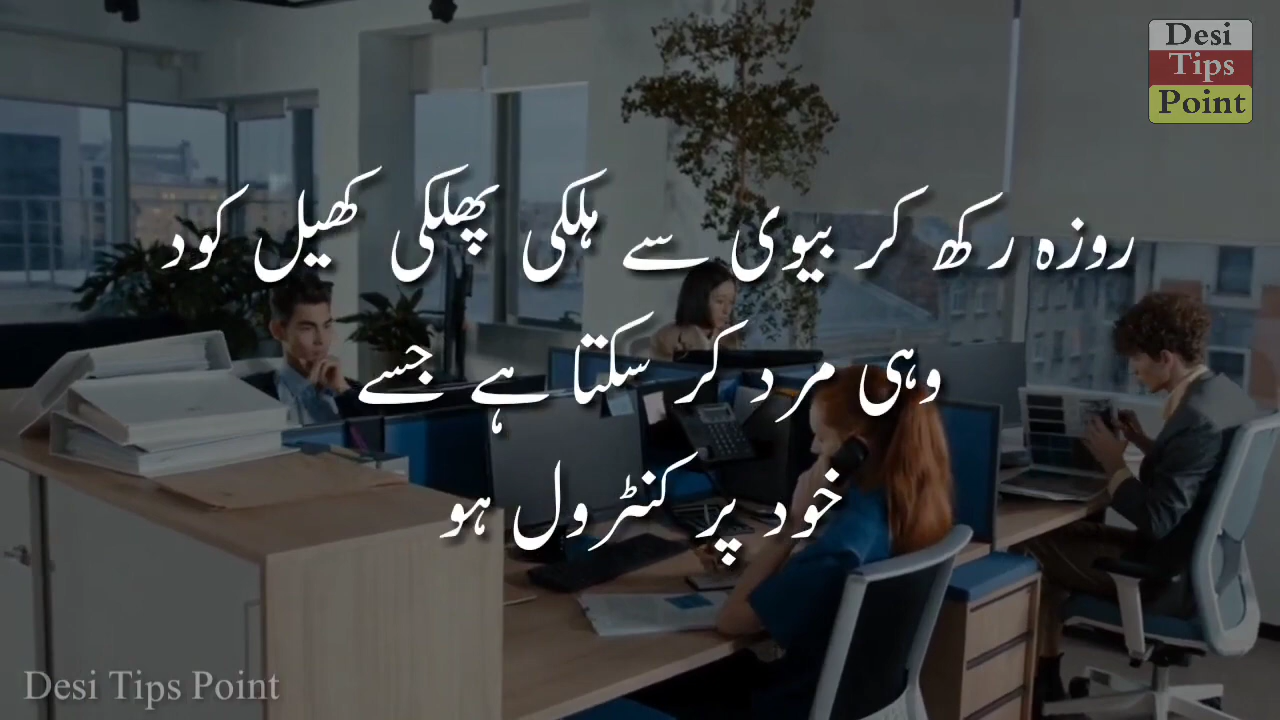 Desi
Tips
Point
روزہ رکھ کر بیوی سے ہلکی پھلکی کھیل کود
وہی مرد کر سکتا ہے جسے
خود پر کنٹرول ہو
Desi Tips Point